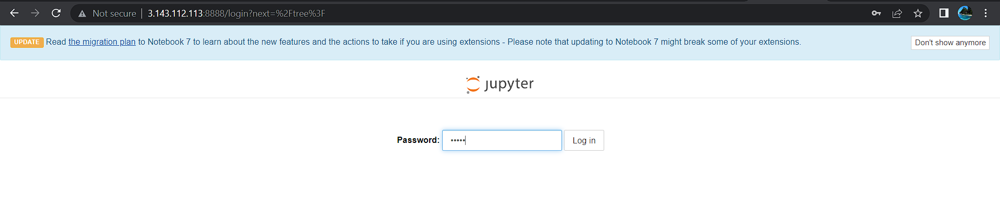 Not secure | 3.143.112.113:8888/login?next=%2Ftree%3F
UPDATE Read the migration plan to Notebook 7 to learn about the new features and the actions to take if you are using extensions - Please note that updating to Notebook 7 might break some of your extensions. Don't show anymore
jupyter
Password: ••••• Log in